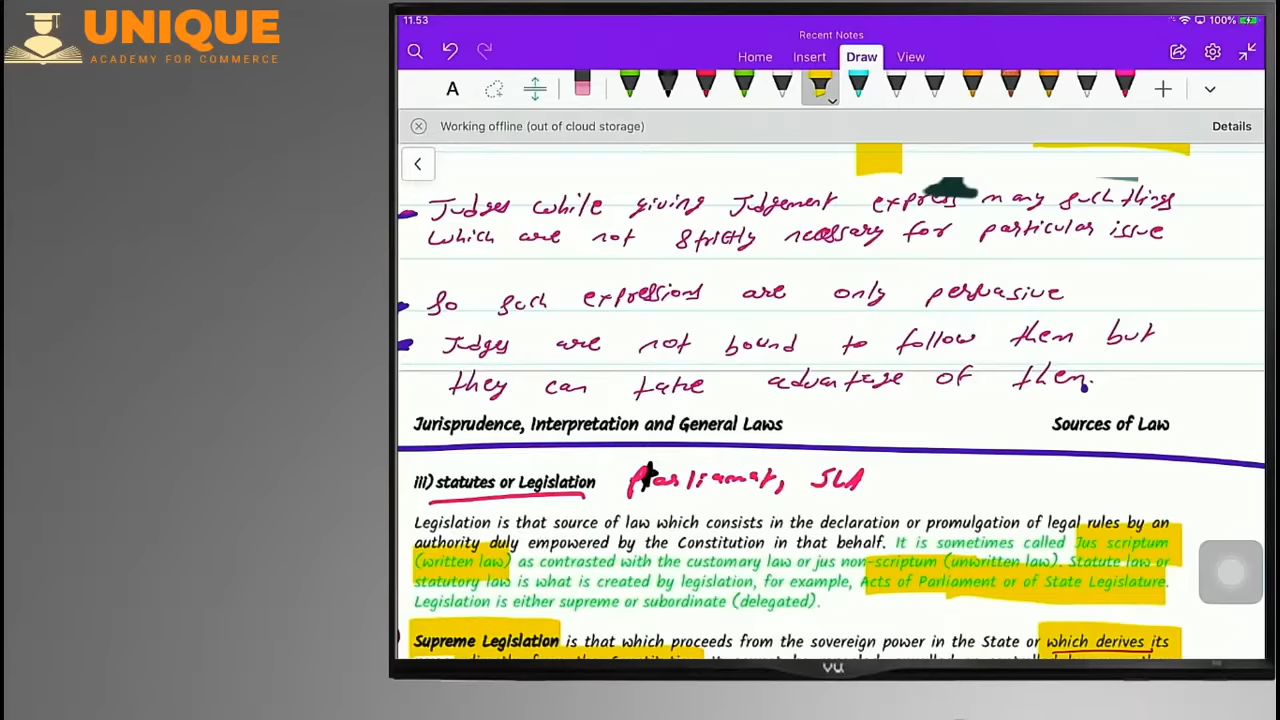 UNIQUE
ACADEMY FOR COMMERCE
11.53
100%
Recent Notes
Home Insert Draw View
A
Working offline (out of cloud storage)
Details
Judges while giving Judgement express many such things
which are not strictly necessary for particular issue
So such expressions are only persuasive
Judges are not bound to follow them but
they can take advantage of them.
Jurisprudence, Interpretation and General Laws Sources of Law
iii) statutes or Legislation Parliamat, SLA
Legislation is that source of law which consists in the declaration or promulgation of legal rules by an
authority duly empowered by the Constitution in that behalf. It is sometimes called Jus scriptum
(written law) as contrasted with the customary law or jus non-scriptum (unwritten law). Statute law or
statutory law is what is created by legislation, for example, Acts of Parliament or of State Legislature.
Legislation is either supreme or subordinate (delegated).
Supreme Legislation is that which proceeds from the sovereign power in the State or which derives its
VU